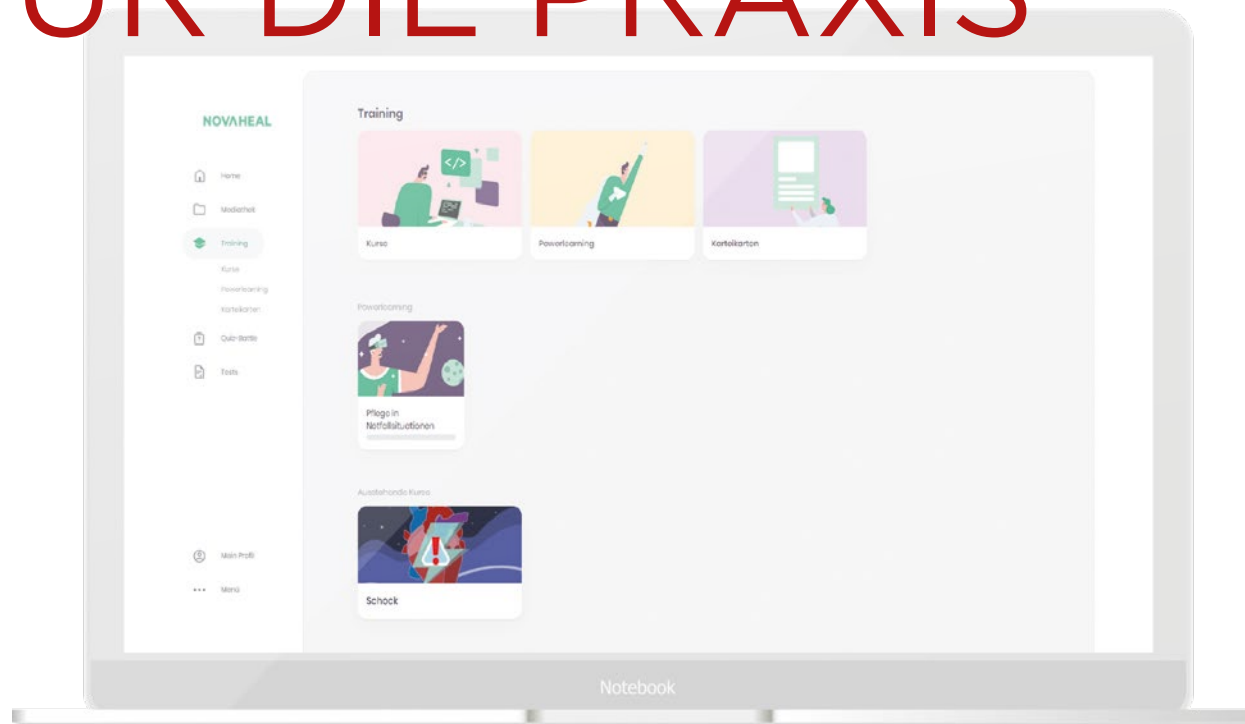 ÜR DIE PRAXIS
NOVAHEAL
Home
Mediathek
Training
Kurse
Powerlearning
Karteikarten
Quiz-Battle
Tests
Mein Profil
Menü
Training
</>
Kurse
Powerlearning
Karteikarten
Powerlearning
Pflege in
Notfallsituationen
Ausstehende Kurse
Schock
Notebook